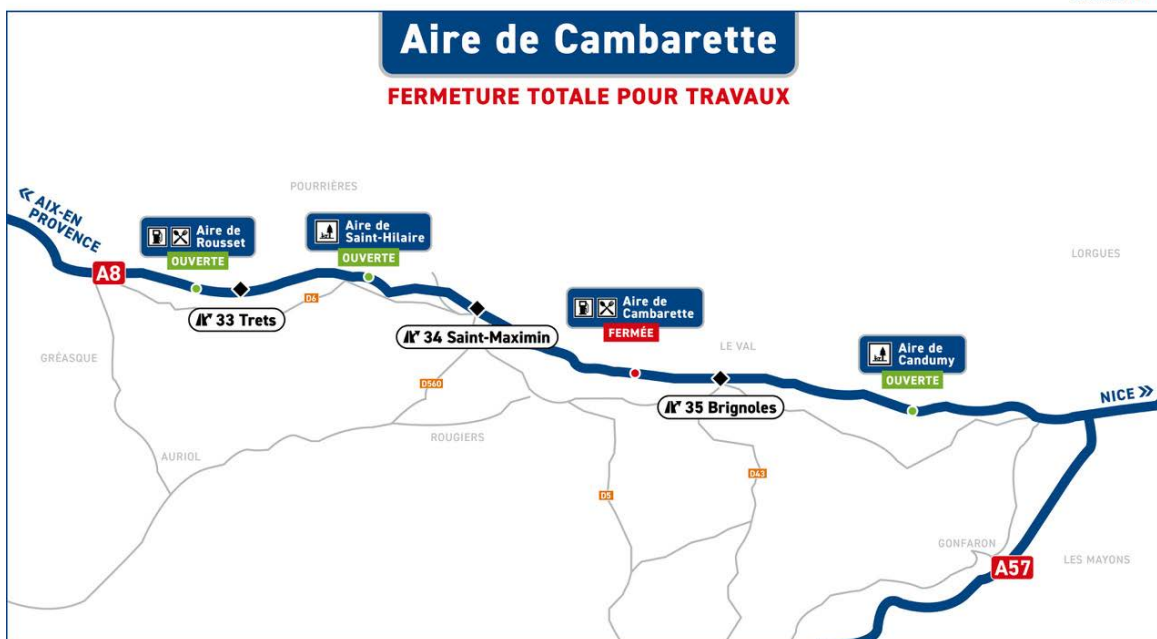 Aire de Cambarette
FERMETURE TOTALE POUR TRAVAUX
POURRIÈRES
« AIX-EN
PROVENCE
Aire de
Rousset
OUVERTE
Aire de
Saint-Hilaire
OUVERTE
LORGUES
A8
D6
33 Trets
34 Saint-Maximin
Aire de
Cambarette
FERMÉE
LE VAL
Aire de
Candumy
OUVERTE
GRÉASQUE
D560
35 Brignoles
NICE »
ROUGIERS
AURIOL
D43
D5
GONFARON
LES MAYONS
A57